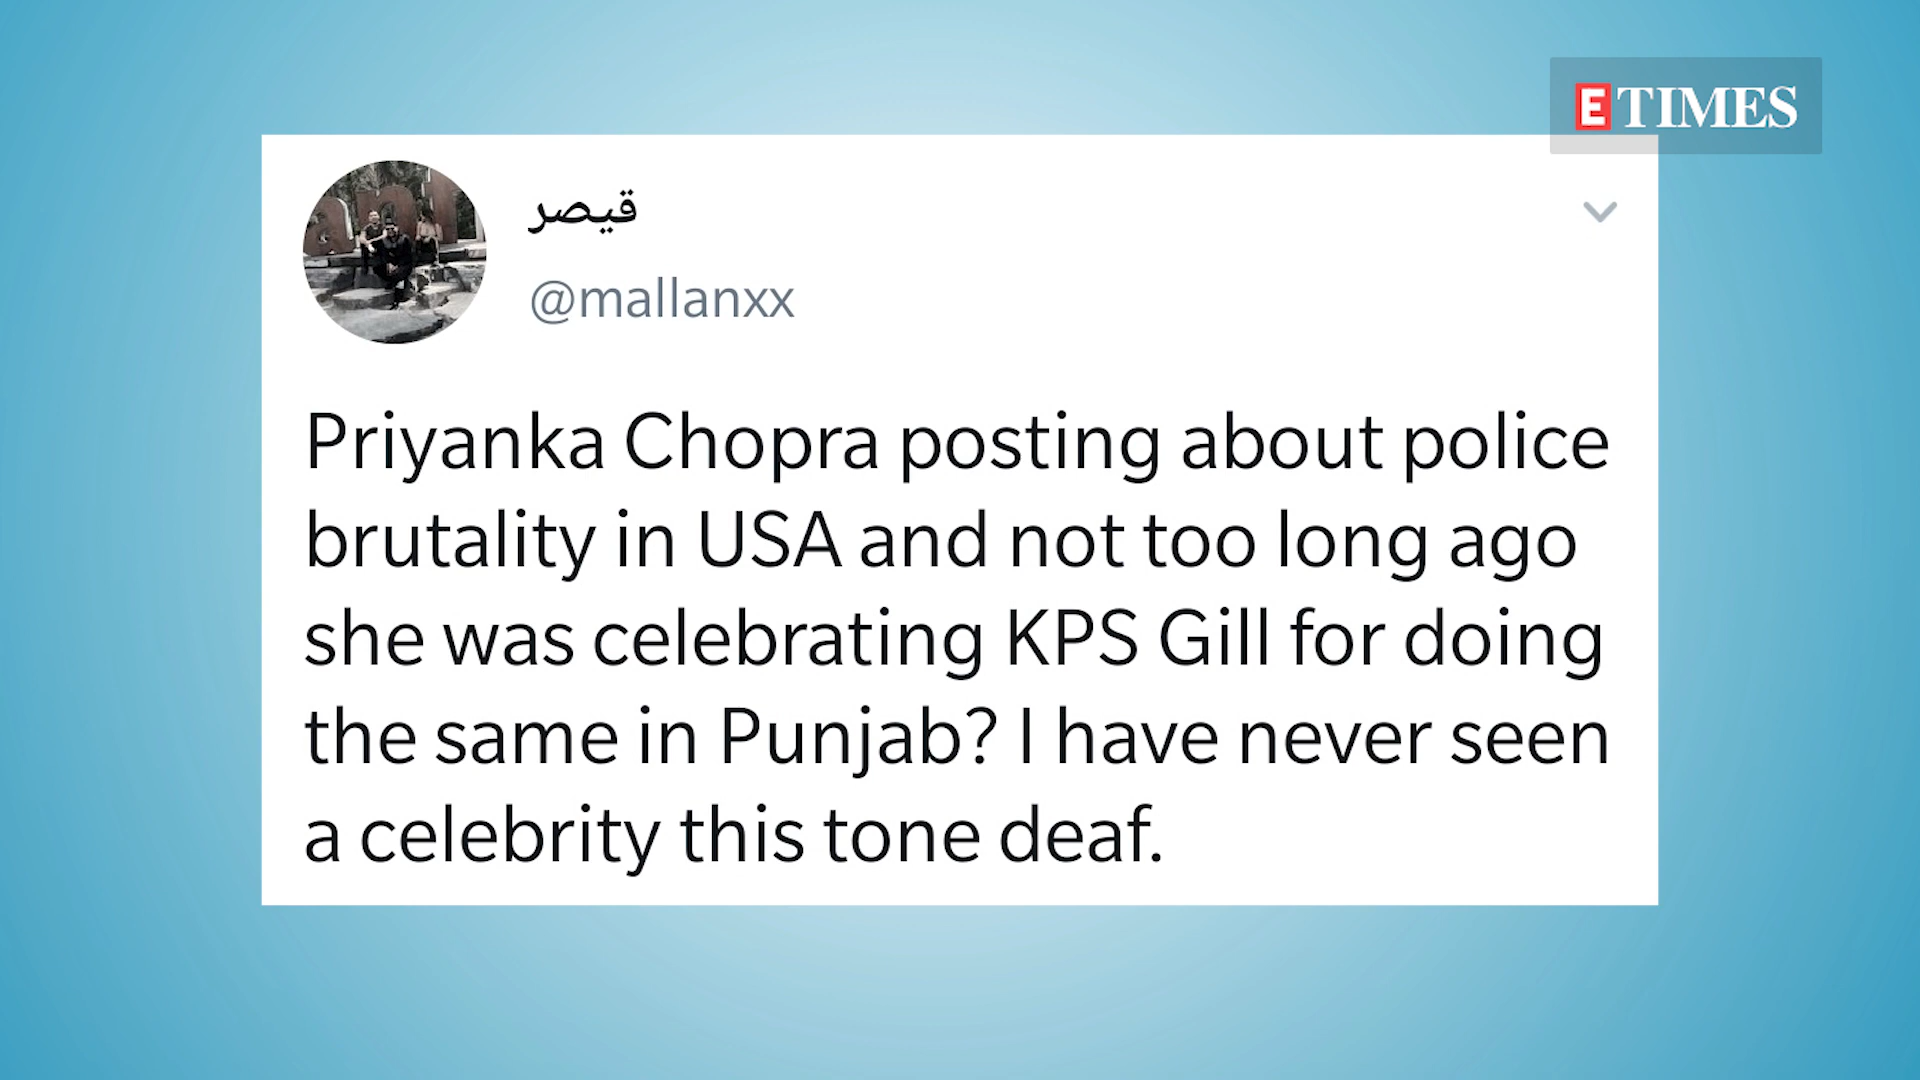 ETIMES
قيصر
@mallanxx
Priyanka Chopra posting about police
brutality in USA and not too long ago
she was celebrating KPS Gill for doing
the same in Punjab? I have never seen
a celebrity this tone deaf.